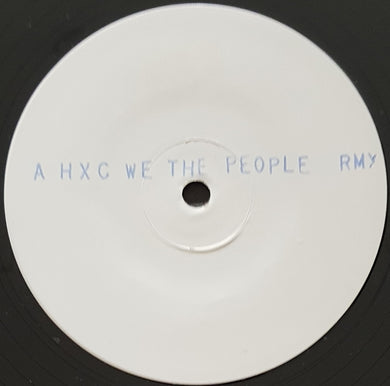 A HXC WE THE PEOPLE RMX